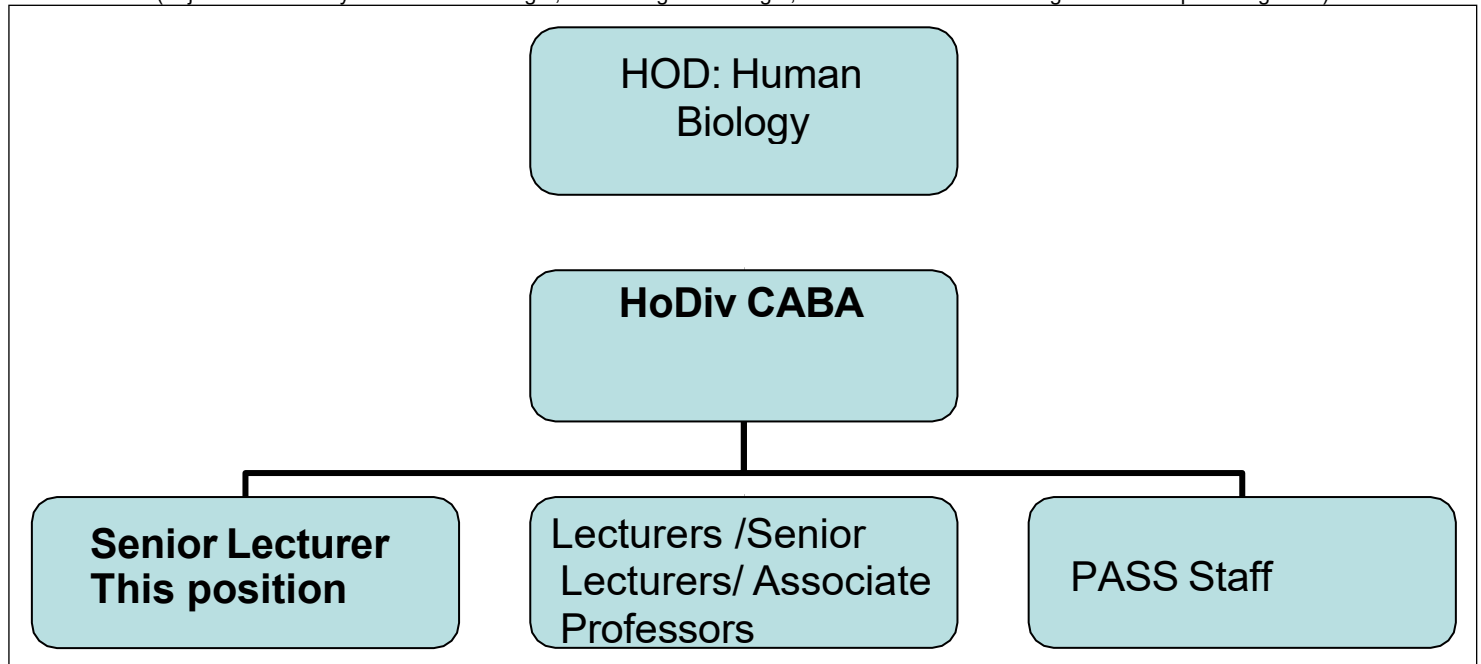 HOD: Human
Biology
HoDiv CABA
Senior Lecturer
This position
Lecturers /Senior
Lecturers/ Associate
Professors
PASS Staff